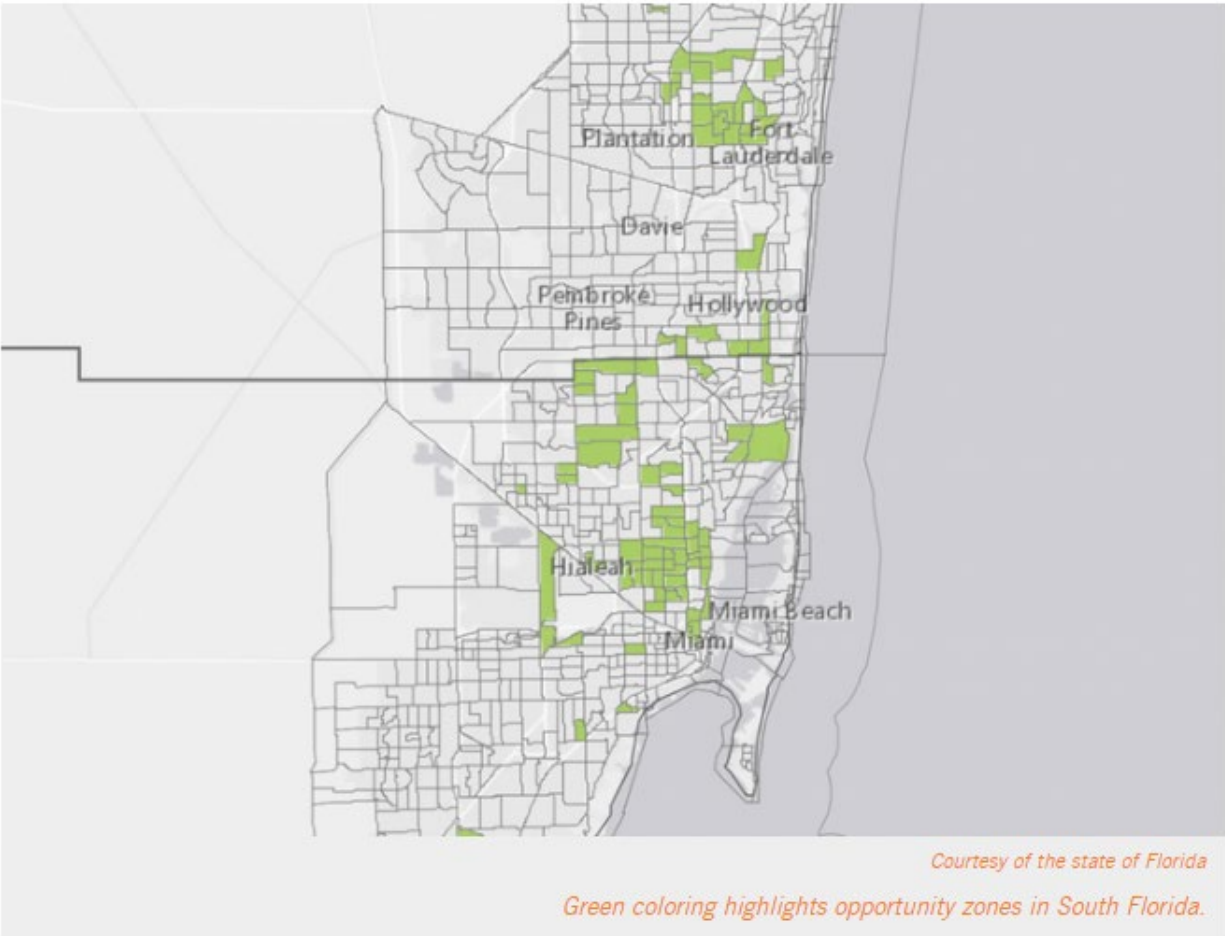 Plantation
Fort
Lauderdale
Davie
Pembroke
Pines
Hollywood
Hialeah
Miami Beach
Miami
Courtesy of the state of Florida
Green coloring highlights opportunity zones in South Florida.